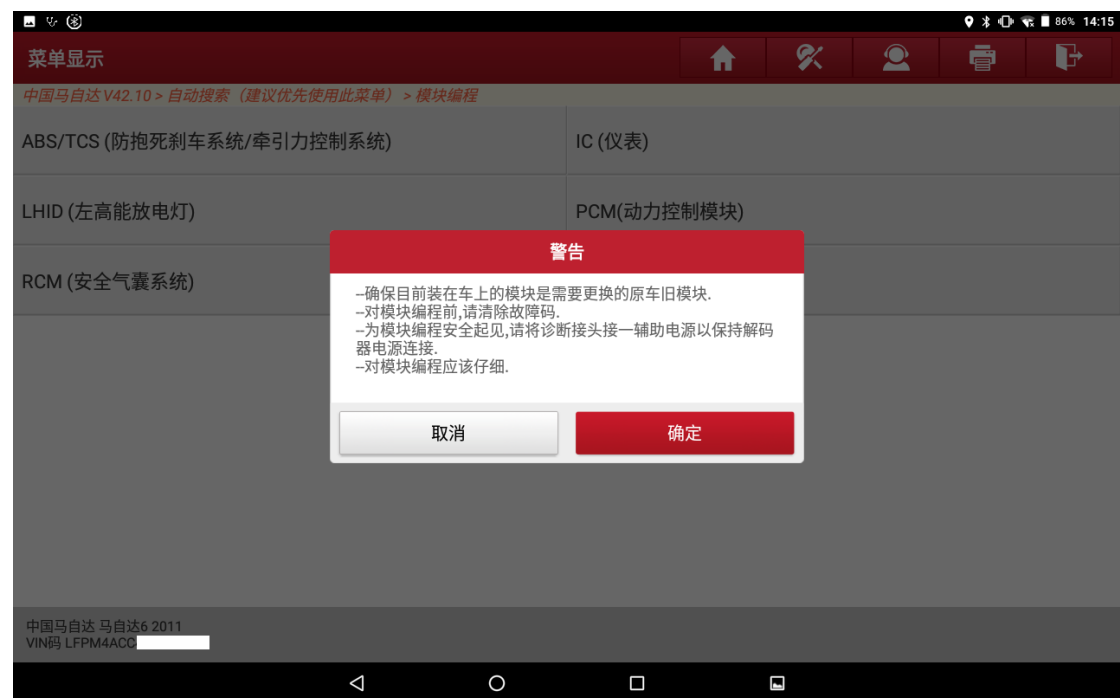 86% 14:15
菜单显示
中国马自达 V42.10 > 自动搜索（建议优先使用此菜单）> 模块编程
ABS/TCS (防抱死刹车系统/牵引力控制系统)
IC (仪表)
LHID (左高能放电灯)
PCM(动力控制模块)
RCM (安全气囊系统)
警告
--确保目前装在车上的模块是需要更换的原车旧模块.
--对模块编程前,请清除故障码.
--为模块编程安全起见,请将诊断接头接一辅助电源以保持解码
器电源连接.
--对模块编程应该仔细.
取消
确定
中国马自达 马自达6 2011
VIN码 LFPM4ACC